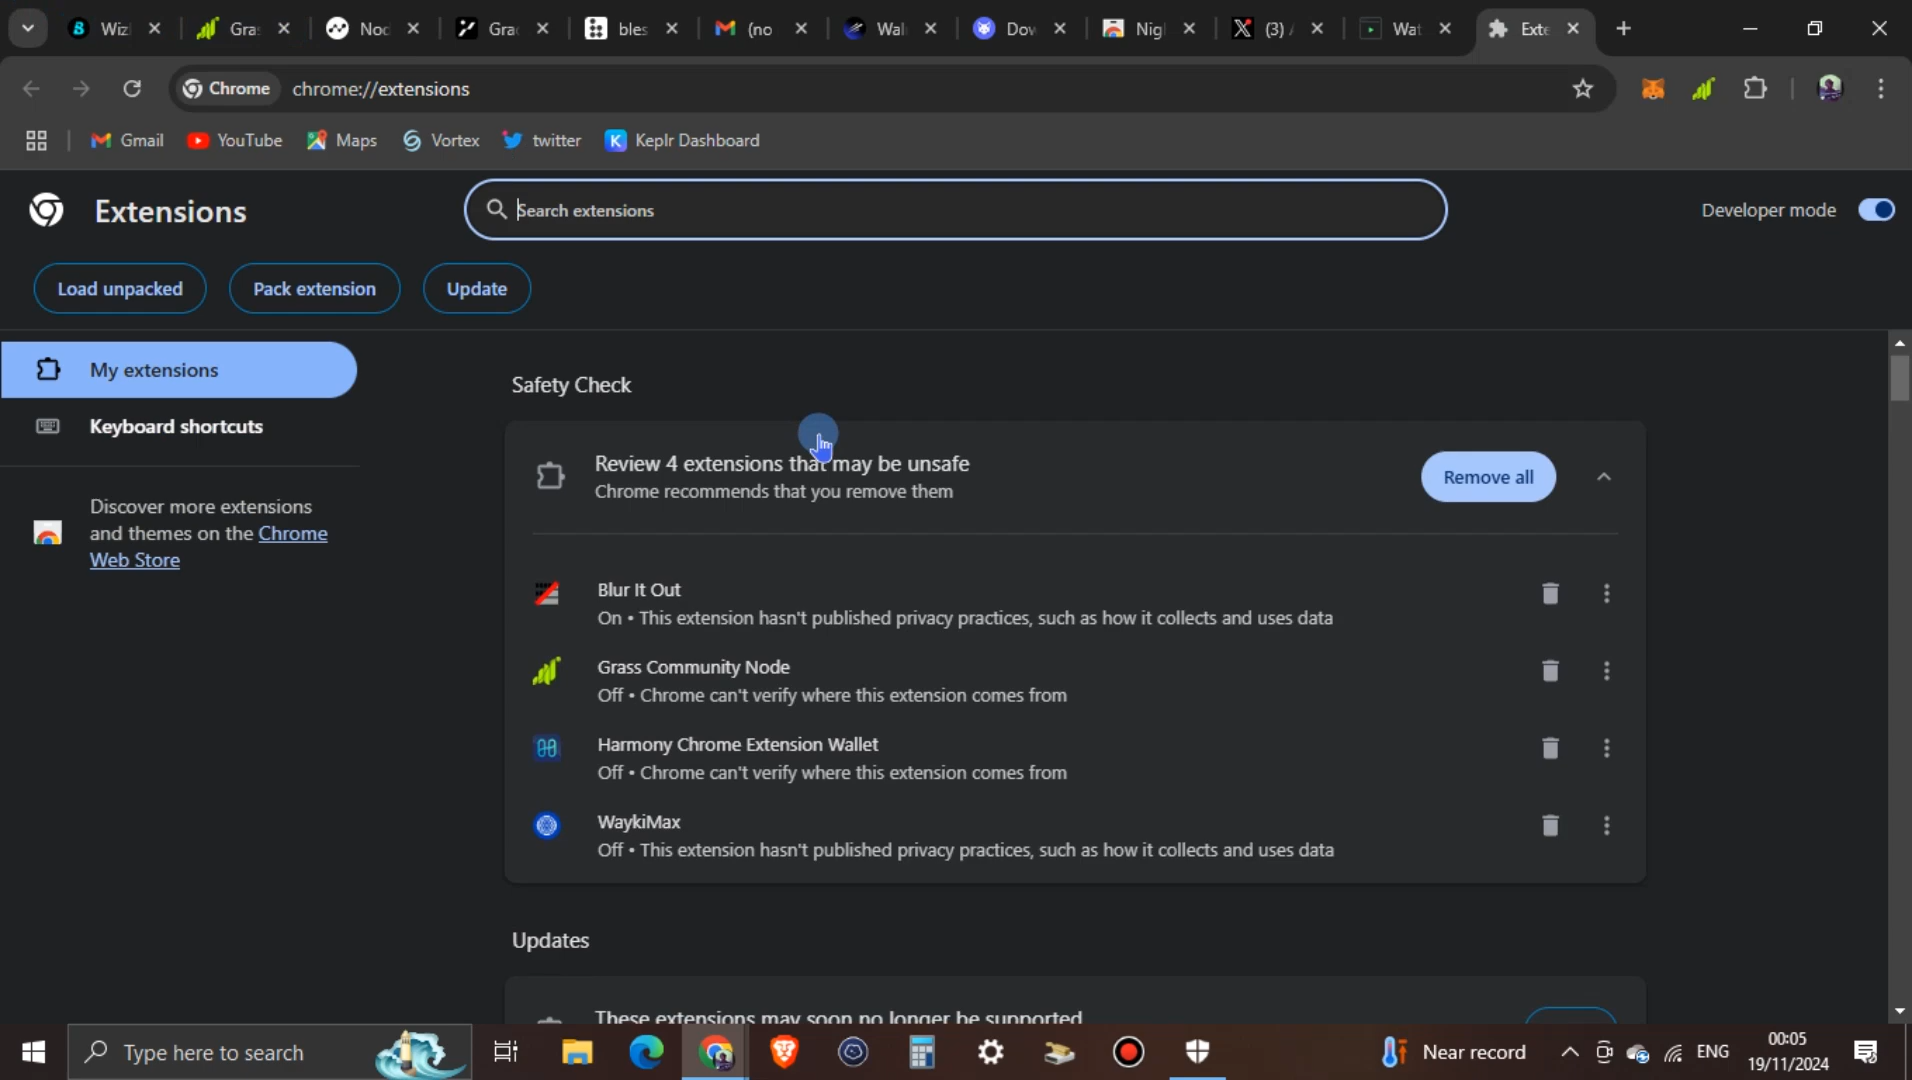 Wiz
Gra
Noc
Grac
bles
(no
Wal
Dow
Nigl
(3) /
Wat
Exte
Chrome
chrome://extensions
Gmail
YouTube
Maps
Vortex
twitter
Keplr Dashboard
Extensions
Search extensions
Developer mode
Load unpacked
Pack extension
Update
My extensions
Keyboard shortcuts
Discover more extensions
and themes on the Chrome
Web Store
Safety Check
Review 4 extensions that may be unsafe
Chrome recommends that you remove them
Remove all
Blur It Out
On • This extension hasn't published privacy practices, such as how it collects and uses data
Grass Community Node
Off • Chrome can't verify where this extension comes from
Harmony Chrome Extension Wallet
Off • Chrome can't verify where this extension comes from
WaykiMax
Off • This extension hasn't published privacy practices, such as how it collects and uses data
Updates
These extensions may soon no longer be supported
Type here to search
Near record
ENG
00:05
19/11/2024